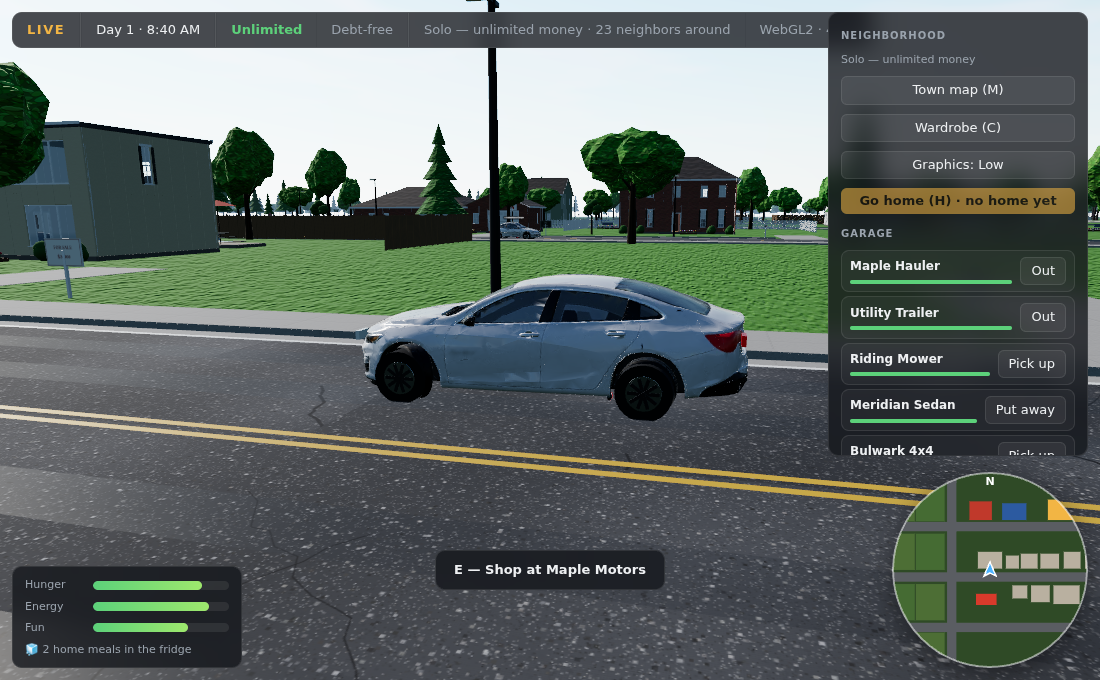 LIVE
Day 1 · 8:40 AM
Unlimited
Debt-free
Solo — unlimited money · 23 neighbors around
WebGL2 ·
NEIGHBORHOOD
Solo — unlimited money
Town map (M)
Wardrobe (C)
Graphics: Low
Go home (H) · no home yet
GARAGE
Maple Hauler
Out
Utility Trailer
Out
Riding Mower
Pick up
Meridian Sedan
Put away
Bulwark 4x4
Pick up
N
E — Shop at Maple Motors
Hunger
Energy
Fun
2 home meals in the fridge